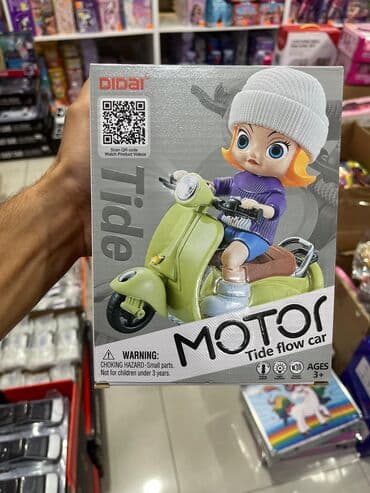 DIDAI
Scan QR code
Watch Product Videos
Tide
MOTOR
Tide flow car
WARNING:
CHOKING HAZARD-Small parts.
Not for children under 3 years.
AGES
3+